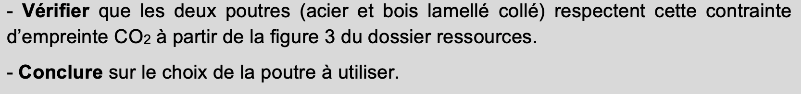 - Vérifier que les deux poutres (acier et bois lamellé collé) respectent cette contrainte
d’empreinte CO2 à partir de la figure 3 du dossier ressources.
- Conclure sur le choix de la poutre à utiliser.